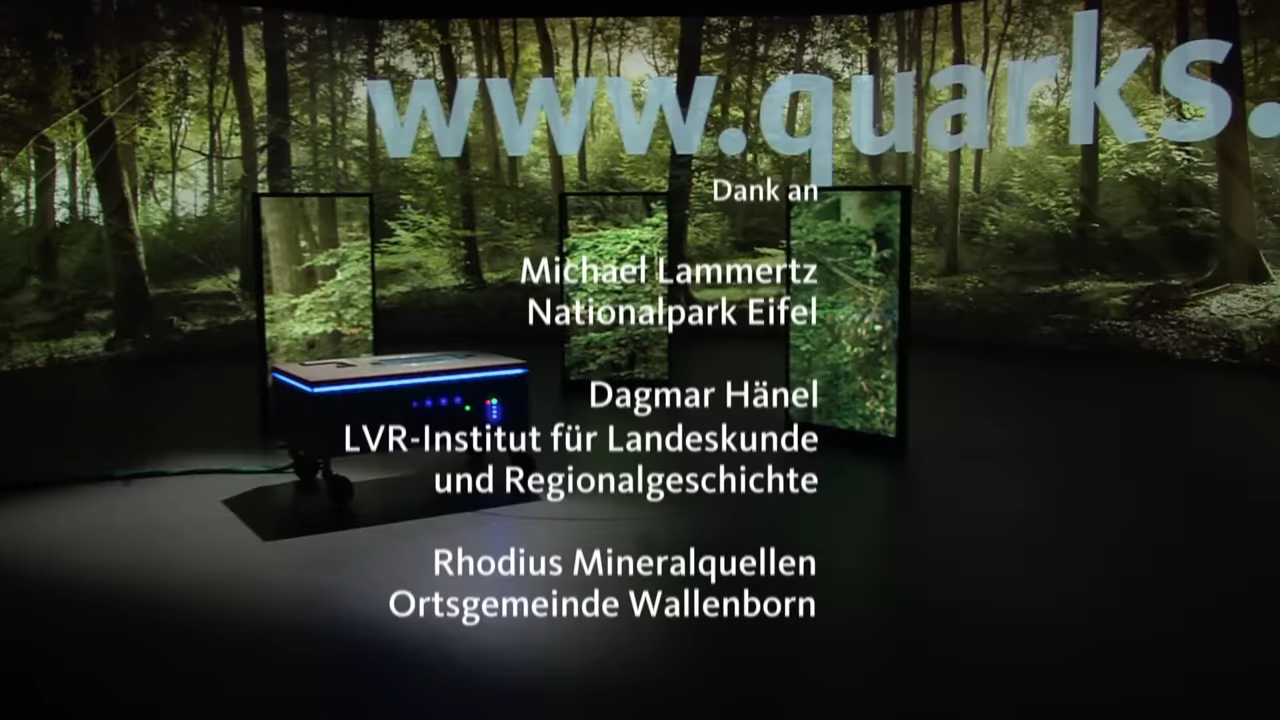 www.quarks.
Dank an
Michael Lammertz
Nationalpark Eifel
Dagmar Hänel
LVR-Institut für Landeskunde
und Regionalgeschichte
Rhodius Mineralquellen
Ortsgemeinde Wallenborn